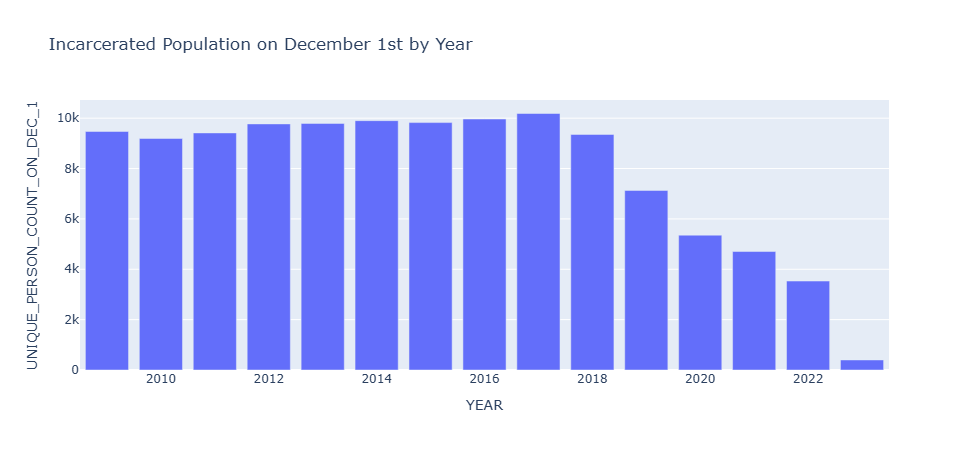 Incarcerated Population on December 1st by Year
UNIQUE_PERSON_COUNT_ON_DEC_1
10k
8k
6k
4k
2k
0
2010 2012 2014 2016 2018 2020 2022
YEAR